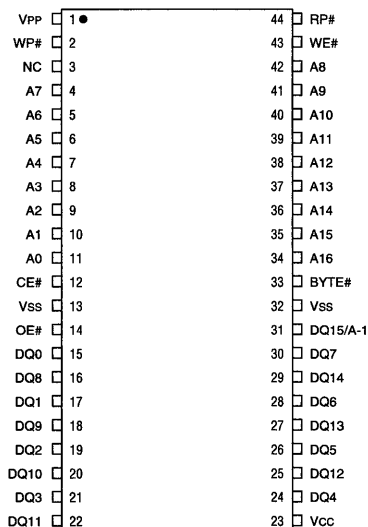 VPP 1 44 RP#
WP# 2 43 WE#
NC 3 42 A8
A7 4 41 A9
A6 5 40 A10
A5 6 39 A11
A4 7 38 A12
A3 8 37 A13
A2 9 36 A14
A1 10 35 A15
A0 11 34 A16
CE# 12 33 BYTE#
Vss 13 32 Vss
OE# 14 31 DQ15/A-1
DQ0 15 30 DQ7
DQ8 16 29 DQ14
DQ1 17 28 DQ6
DQ9 18 27 DQ13
DQ2 19 26 DQ5
DQ10 20 25 DQ12
DQ3 21 24 DQ4
DQ11 22 23 Vcc